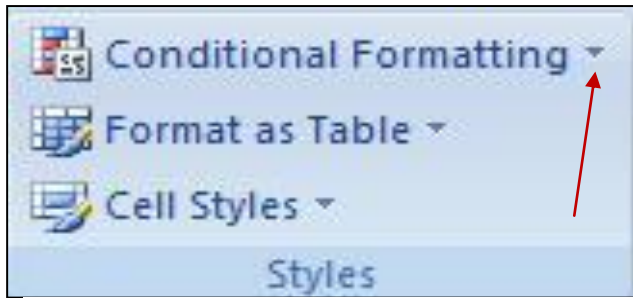 Conditional Formatting
Format as Table
Cell Styles
Styles